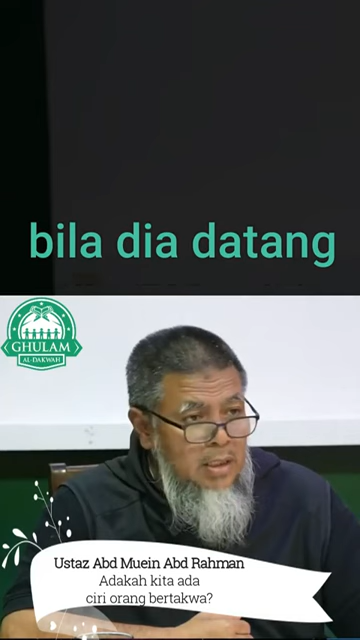 bila dia datang
GHULAM
AL-DAKWAH
Ustaz Abd Muein Abd Rahman
Adakah kita ada
ciri orang bertakwa?